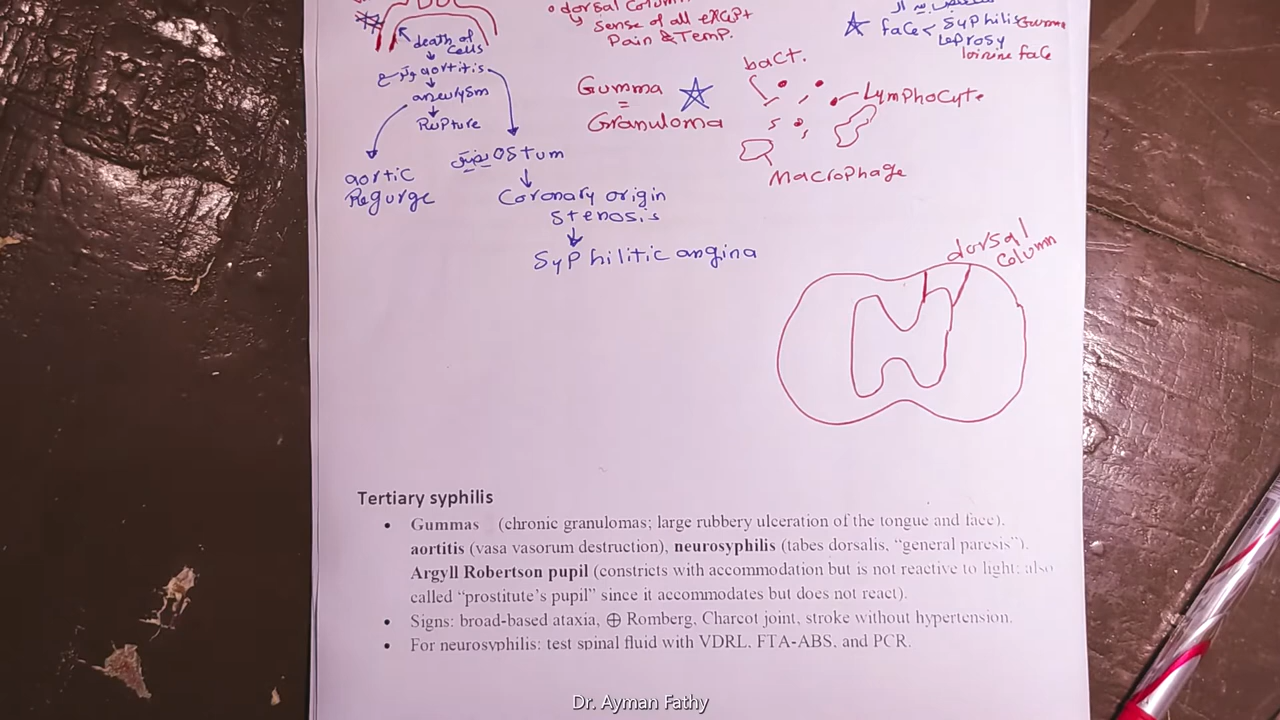 • dorsal colum
sense of all except
Pain & Temp.
face < Syphilis Gumma
Leprosy
face
death of
cells
aortitis
aneurysm
Rupture
aortic
Regurge
Ostum
Coronary origin
Stenosis
Syphilitic angina
Gumma
=
Granuloma
bact.
Lymphocyte
Macrophage
dorsal
Column
Tertiary syphilis
• Gummas (chronic granulomas; large rubbery ulceration of the tongue and face).
aortitis (vasa vasorum destruction), neurosyphilis (tabes dorsalis, “general paresis”).
Argyll Robertson pupil (constricts with accommodation but is not reactive to light; also
called “prostitute’s pupil” since it accommodates but does not react).
• Signs: broad-based ataxia, ⊕ Romberg, Charcot joint, stroke without hypertension.
• For neurosyphilis: test spinal fluid with VDRL, FTA-ABS, and PCR.
Dr. Ayman Fathy